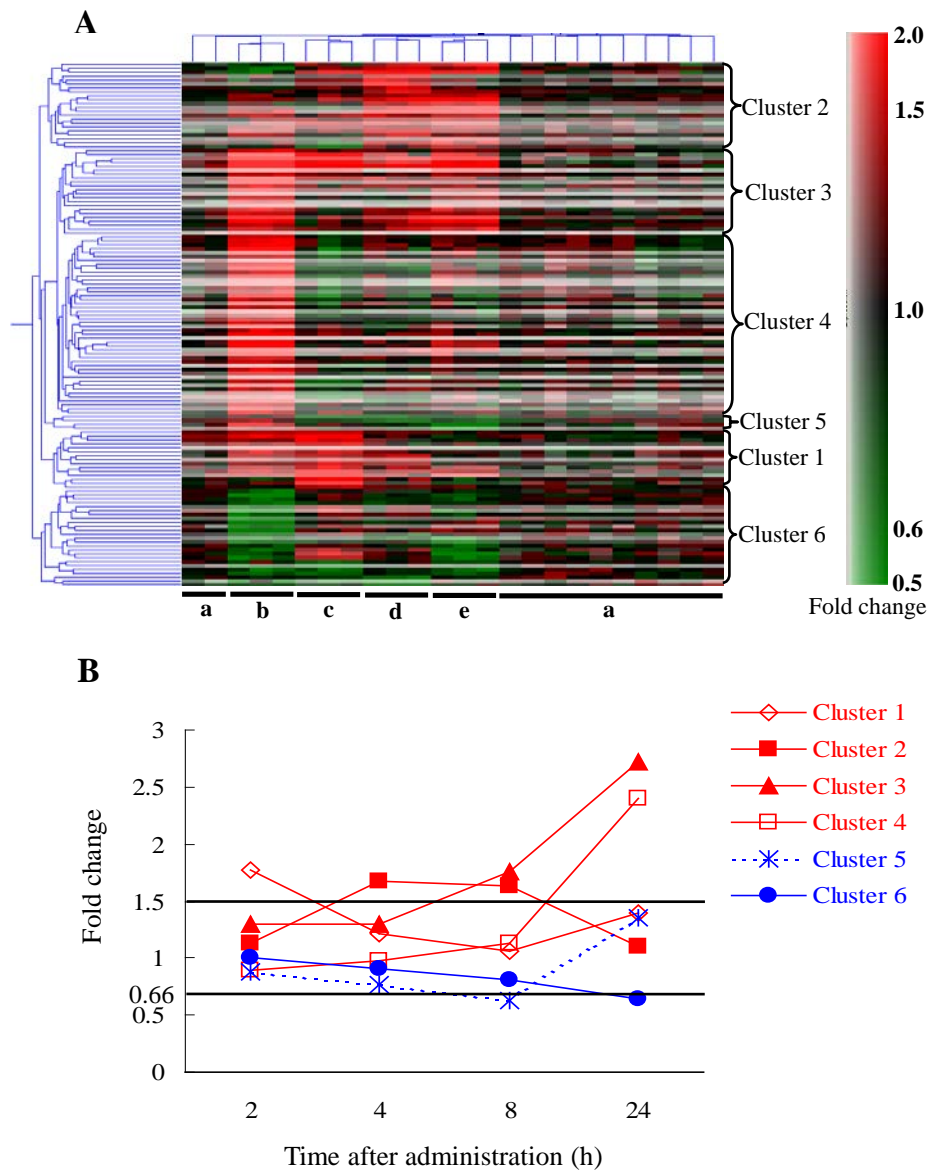 A
2.0
1.5
1.0
0.6
0.5
Fold change
Cluster 2
Cluster 3
Cluster 4
Cluster 5
Cluster 1
Cluster 6
a b c d e a
B
Fold change
3
2.5
2
1.5
1
0.66
0.5
0
2 4 8 24
Time after administration (h)
Cluster 1
Cluster 2
Cluster 3
Cluster 4
Cluster 5
Cluster 6